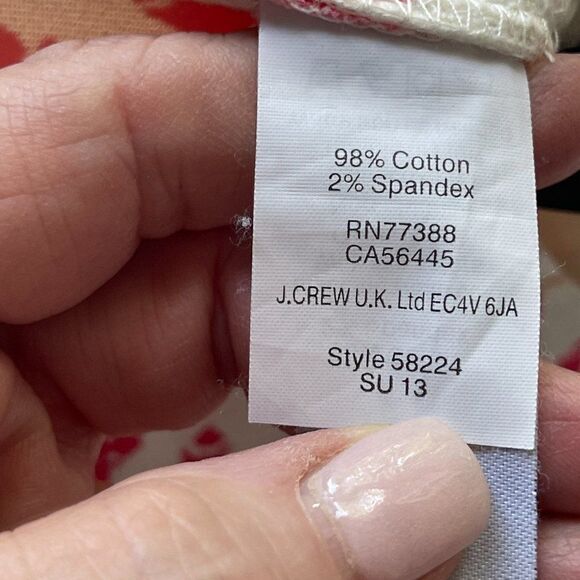 98% Cotton
2% Spandex
RN77388
CA56445
J.CREW U.K. Ltd EC4V 6JA
Style 58224
SU 13